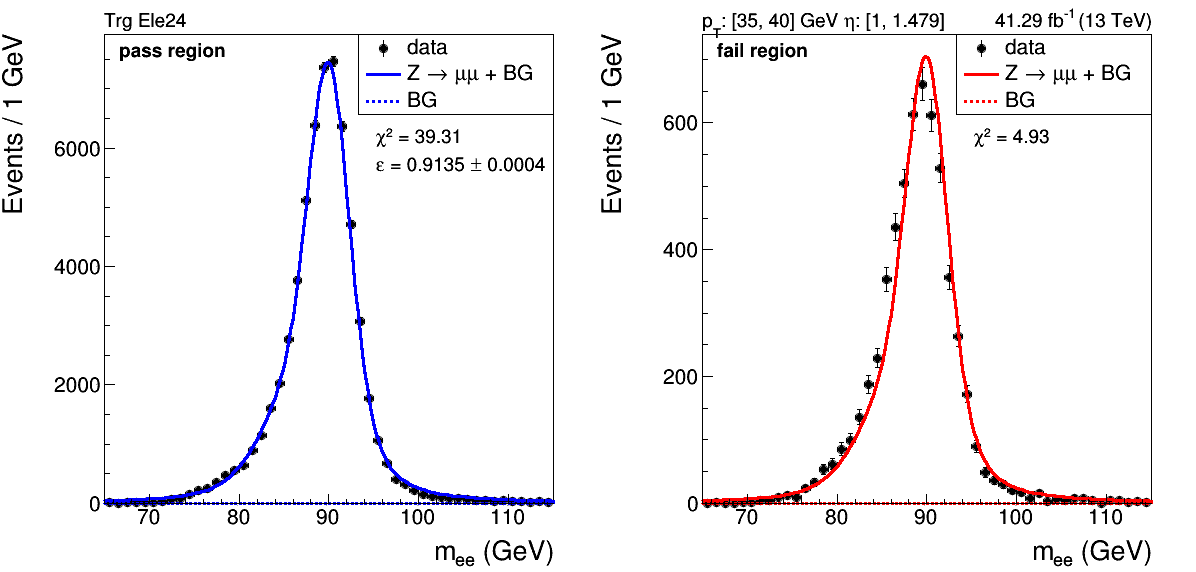 Trg Ele24
pass region
data
Z → μμ + BG
BG
χ² = 39.31
ε = 0.9135 ± 0.0004
Events / 1 GeV
6000
4000
2000
0
70 80 90 100 110
m_ee (GeV)
p_T: [35, 40] GeV η: [1, 1.479] 41.29 fb⁻¹ (13 TeV)
fail region
data
Z → μμ + BG
BG
χ² = 4.93
Events / 1 GeV
600
400
200
0
70 80 90 100 110
m_ee (GeV)